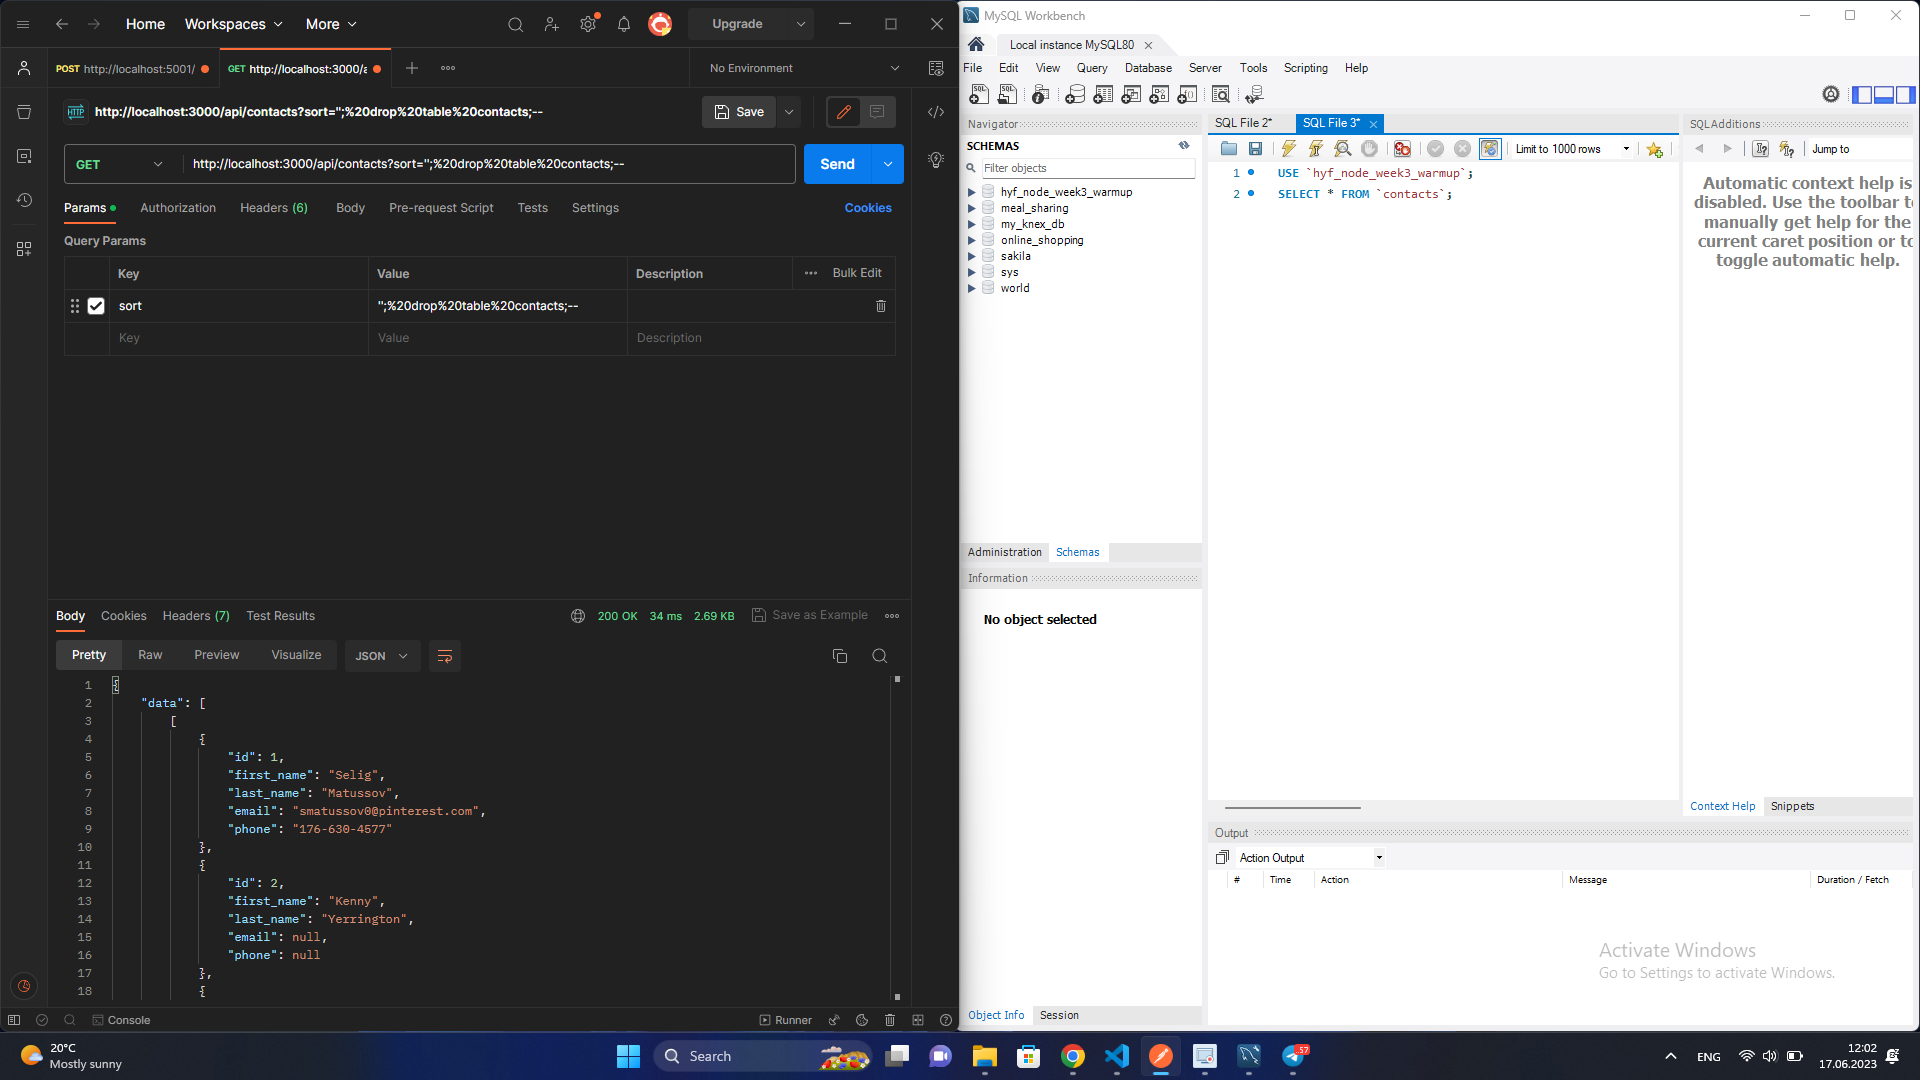 Home
Workspaces
More
Upgrade
POST http://localhost:5001/
GET http://localhost:3000/a
No Environment
HTTP
http://localhost:3000/api/contacts?sort='';%20drop%20table%20contacts;--
Save
GET
http://localhost:3000/api/contacts?sort='';%20drop%20table%20contacts;--
Send
Params
Authorization
Headers (6)
Body
Pre-request Script
Tests
Settings
Cookies
Query Params
Key
Value
Description
Bulk Edit
sort
'';%20drop%20table%20contacts;--
Key
Value
Description
Body
Cookies
Headers (7)
Test Results
200 OK
34 ms
2.69 KB
Save as Example
Pretty
Raw
Preview
Visualize
JSON
1 {
2 "data": [
3 [
4 {
5 "id": 1,
6 "first_name": "Selig",
7 "last_name": "Matussov",
8 "email": "smatussov0@pinterest.com",
9 "phone": "176-630-4577"
10 },
11 {
12 "id": 2,
13 "first_name": "Kenny",
14 "last_name": "Yerrington",
15 "email": null,
16 "phone": null
17 },
18 {
Console
Runner
MySQL Workbench
Local instance MySQL80
File
Edit
View
Query
Database
Server
Tools
Scripting
Help
Navigator
SCHEMAS
Filter objects
hyf_node_week3_warmup
meal_sharing
my_knex_db
online_shopping
sakila
sys
world
Administration
Schemas
Information
No object selected
Object Info
Session
SQL File 2*
SQL File 3*
Limit to 1000 rows
1 USE `hyf_node_week3_warmup`;
2 SELECT * FROM `contacts`;
SQLAdditions
Jump to
Automatic context help is
disabled. Use the toolbar to
manually get help for the
current caret position or to
toggle automatic help.
Context Help
Snippets
Output
Action Output
#
Time
Action
Message
Duration / Fetch
Activate Windows
Go to Settings to activate Windows.
20°C
Mostly sunny
Search
57
ENG
12:02
17.06.2023